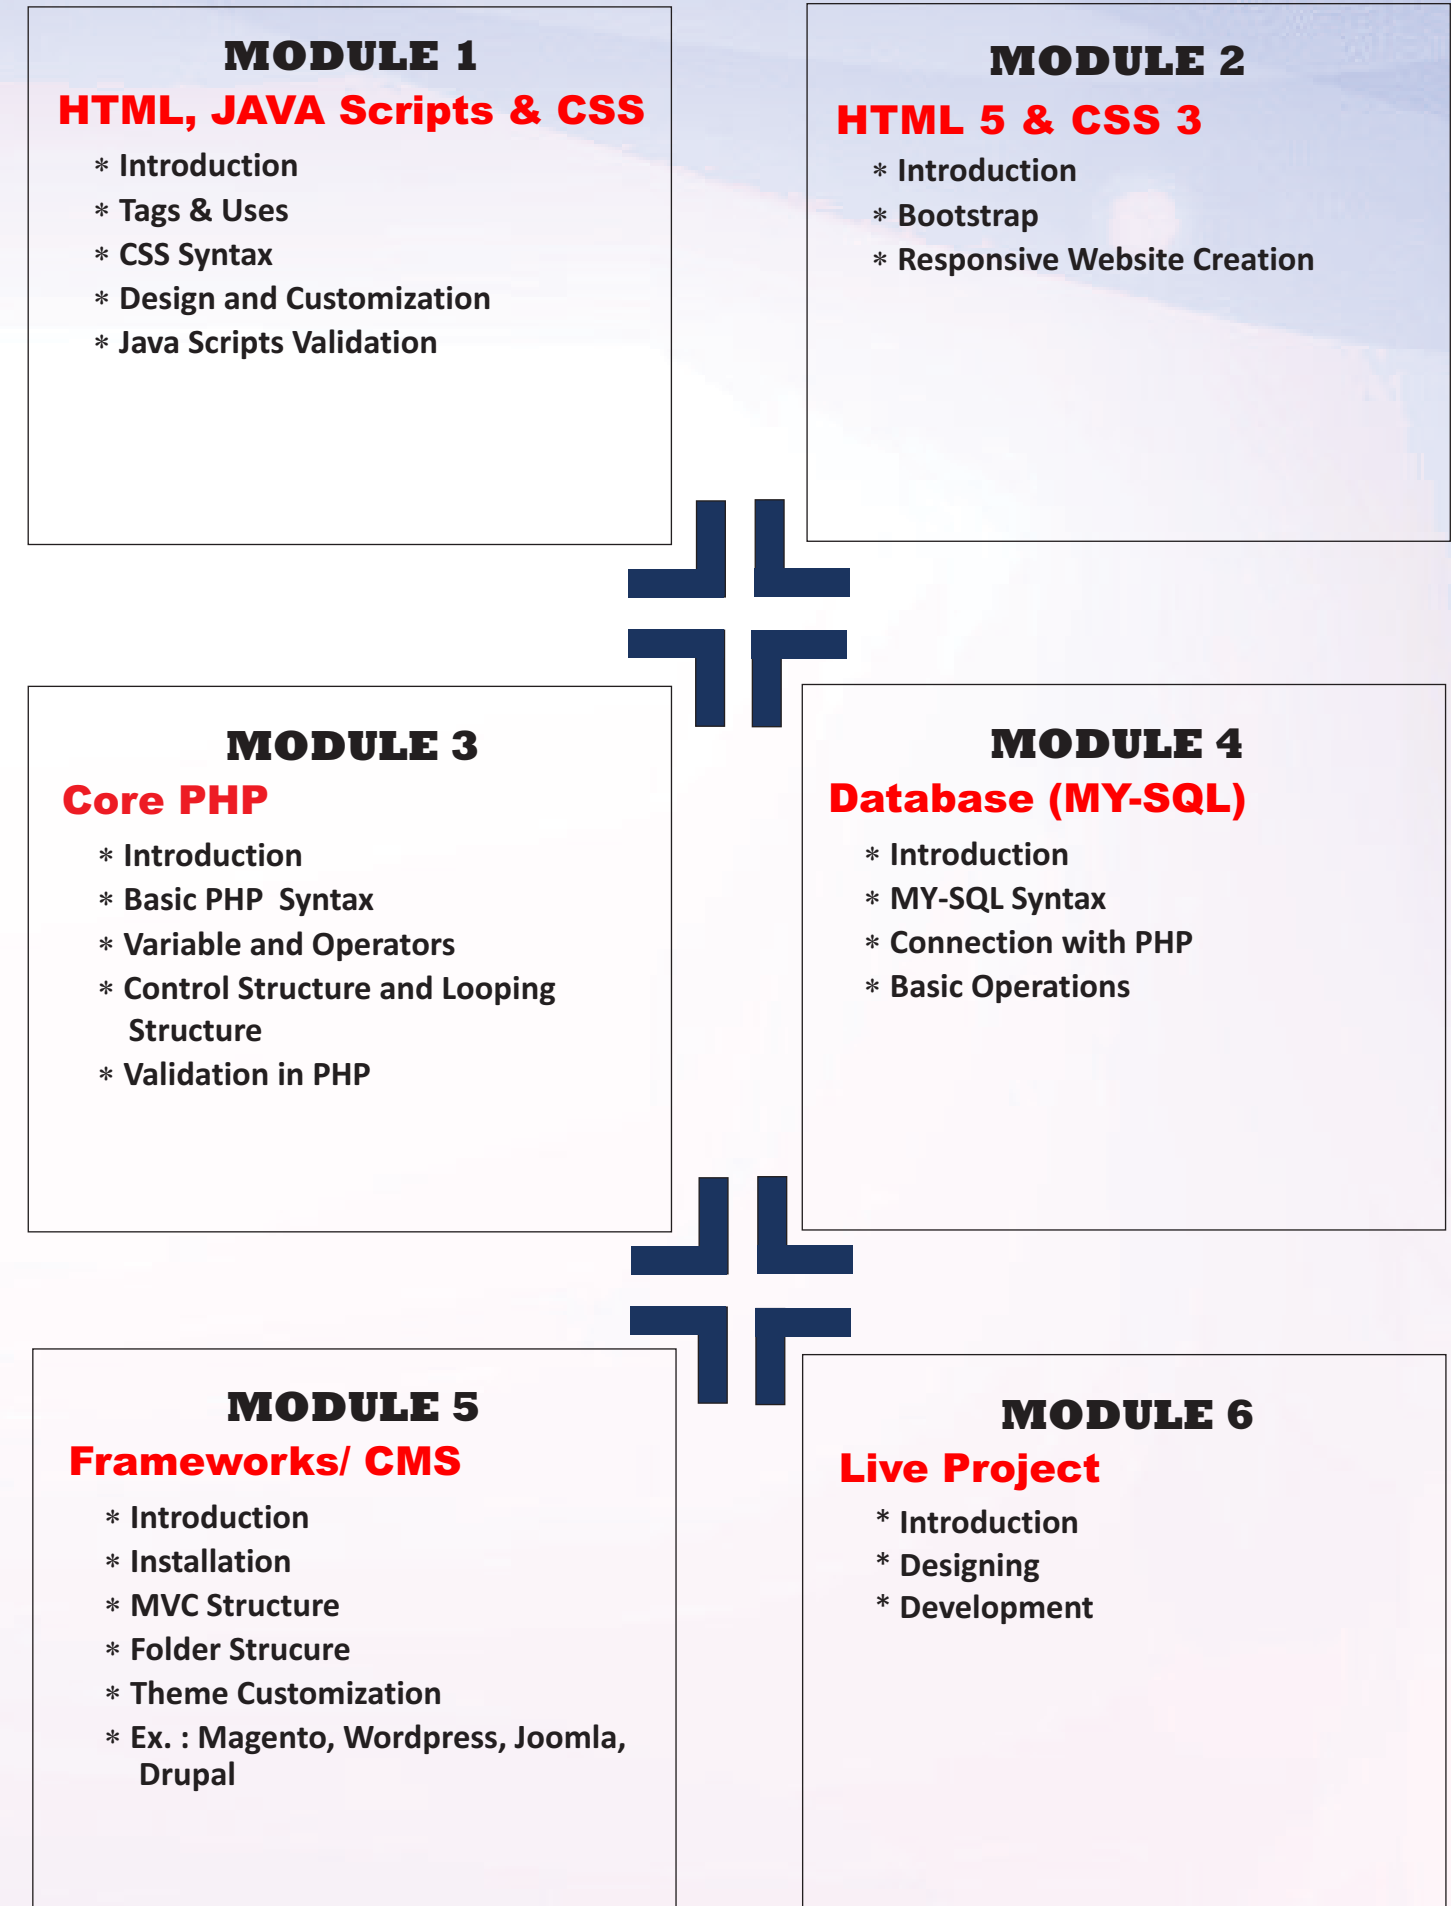 MODULE 1
HTML, JAVA Scripts & CSS
* Introduction
* Tags & Uses
* CSS Syntax
* Design and Customization
* Java Scripts Validation
MODULE 2
HTML 5 & CSS 3
* Introduction
* Bootstrap
* Responsive Website Creation
MODULE 3
Core PHP
* Introduction
* Basic PHP  Syntax
* Variable and Operators
* Control Structure and Looping
Structure
* Validation in PHP
MODULE 4
Database (MY-SQL)
* Introduction
* MY-SQL Syntax
* Connection with PHP
* Basic Operations
MODULE 5
Frameworks/ CMS
* Introduction
* Installation
* MVC Structure
* Folder Strucure
* Theme Customization
* Ex. : Magento, Wordpress, Joomla,
Drupal
MODULE 6
Live Project
* Introduction
* Designing
* Development